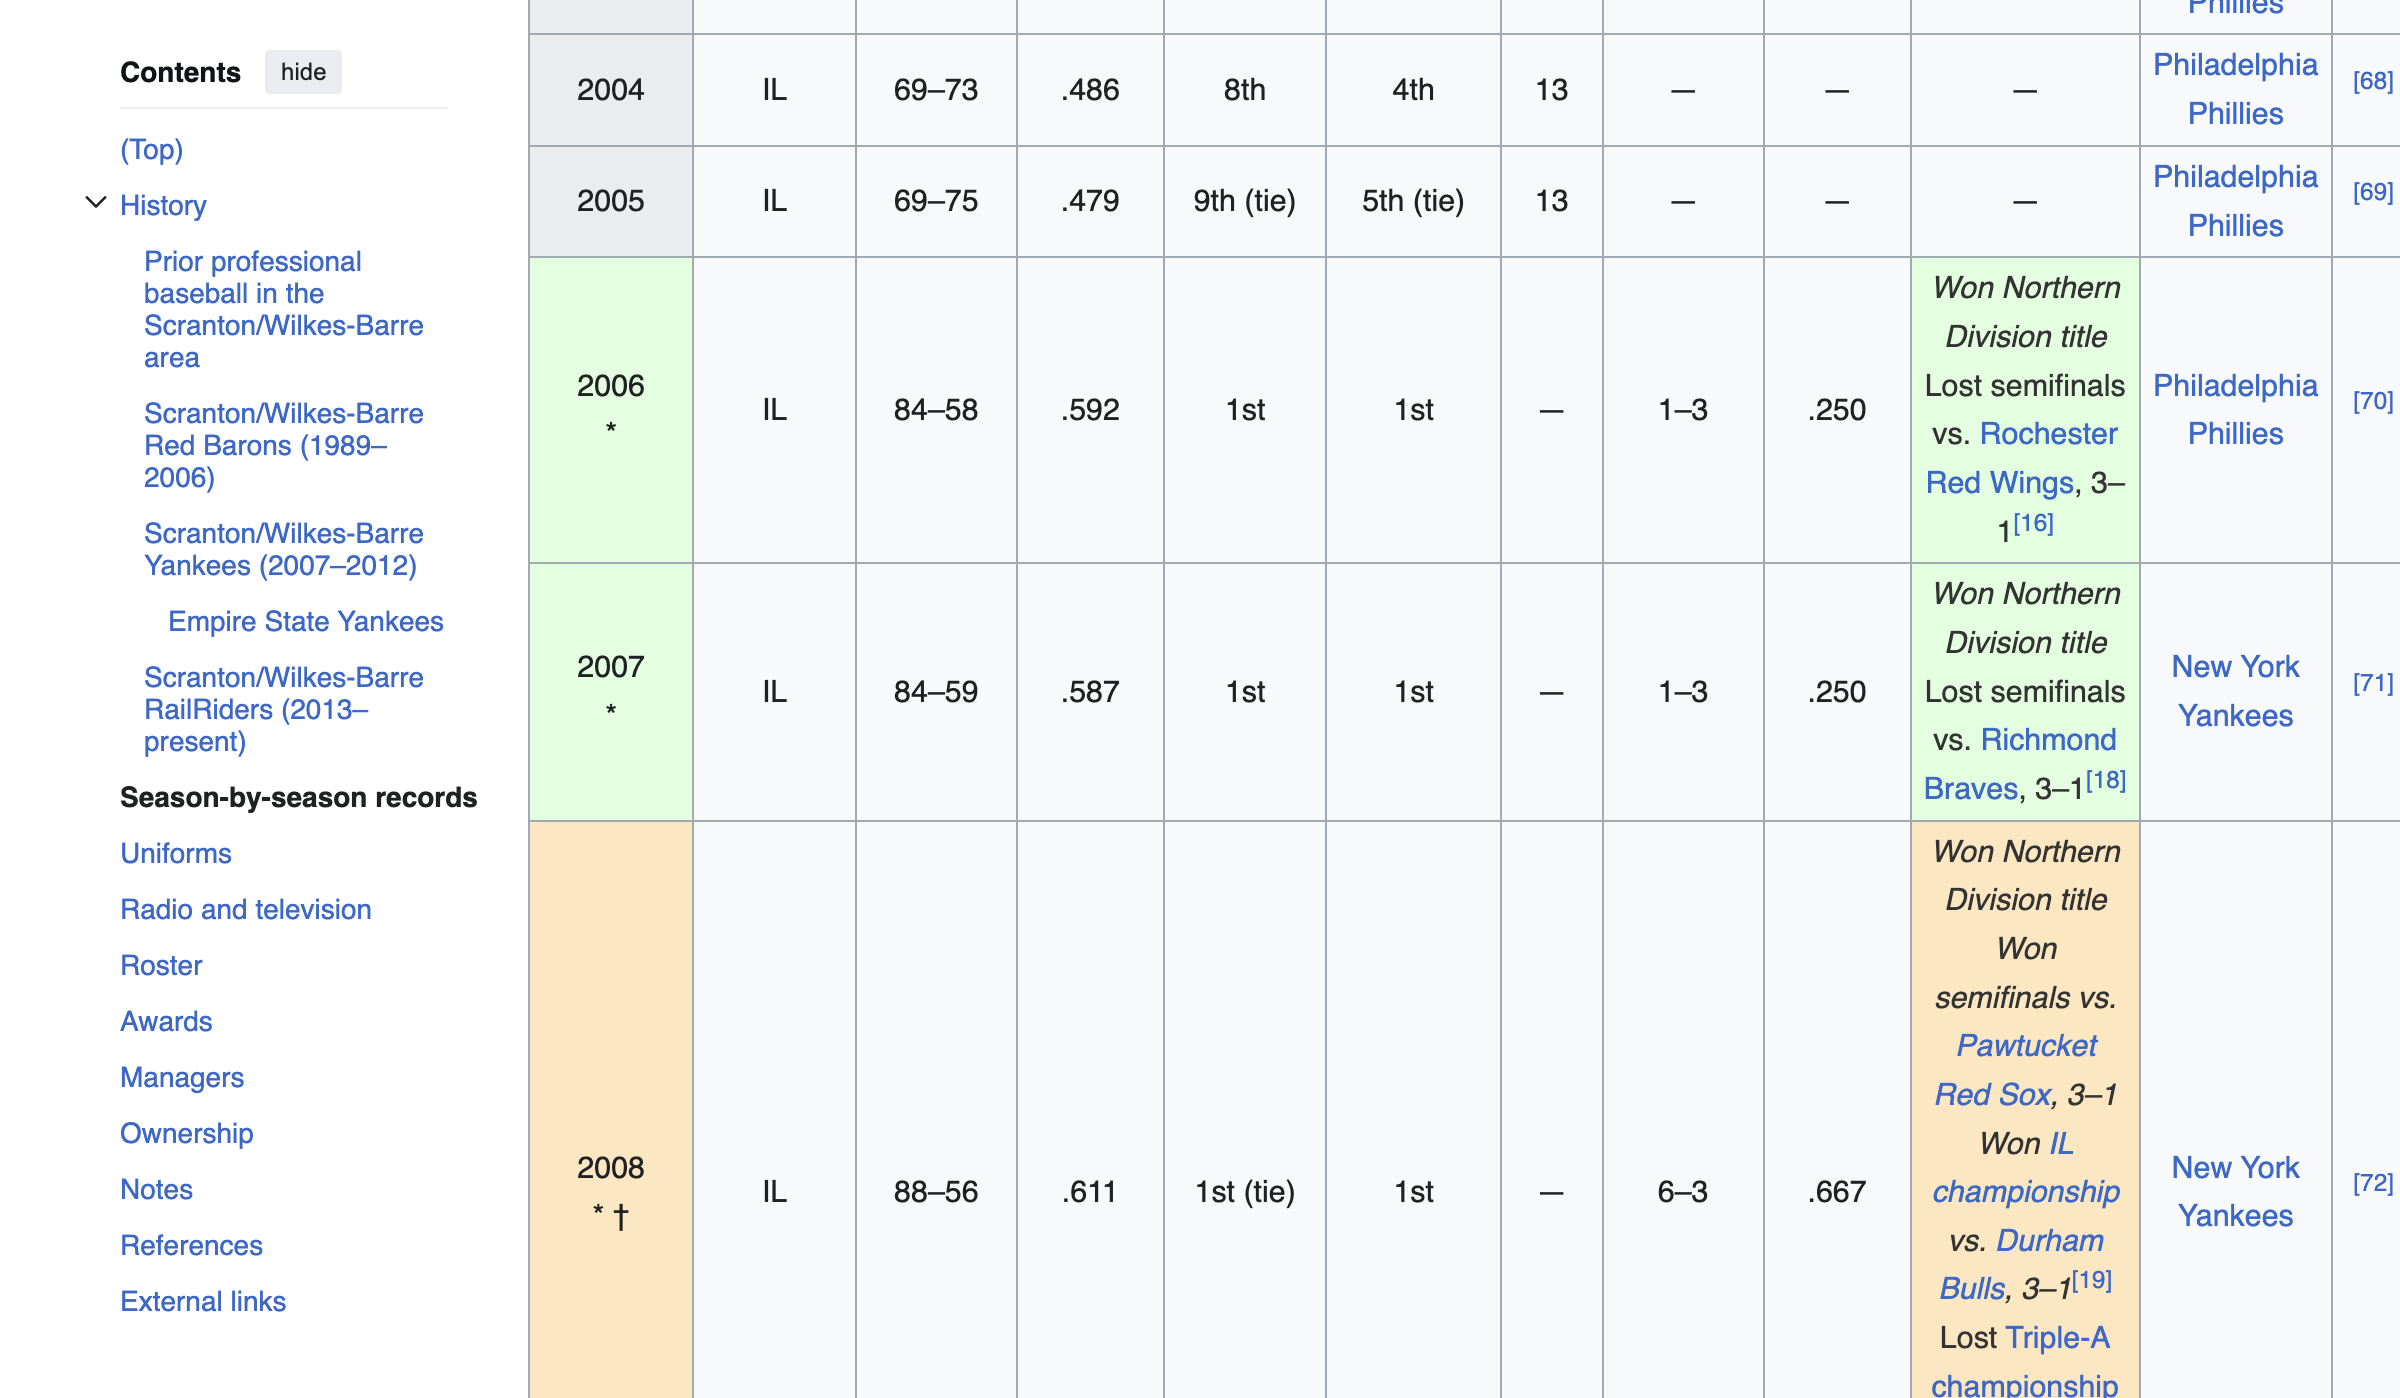 Contents hide
(Top)
History
Prior professional
baseball in the
Scranton/Wilkes-Barre
area
Scranton/Wilkes-Barre
Red Barons (1989–
2006)
Scranton/Wilkes-Barre
Yankees (2007–2012)
Empire State Yankees
Scranton/Wilkes-Barre
RailRiders (2013–
present)
Season-by-season records
Uniforms
Radio and television
Roster
Awards
Managers
Ownership
Notes
References
External links
Phillies
2004 IL 69–73 .486 8th 4th 13 — — — Philadelphia
Phillies [68]
2005 IL 69–75 .479 9th (tie) 5th (tie) 13 — — — Philadelphia
Phillies [69]
2006
* IL 84–58 .592 1st 1st — 1–3 .250
Won Northern
Division title
Lost semifinals
vs. Rochester
Red Wings, 3–
1[16]
Philadelphia
Phillies [70]
2007
* IL 84–59 .587 1st 1st — 1–3 .250
Won Northern
Division title
Lost semifinals
vs. Richmond
Braves, 3–1[18]
New York
Yankees [71]
2008
* † IL 88–56 .611 1st (tie) 1st — 6–3 .667
Won Northern
Division title
Won
semifinals vs.
Pawtucket
Red Sox, 3–1
Won IL
championship
vs. Durham
Bulls, 3–1[19]
Lost Triple-A
championship
New York
Yankees [72]